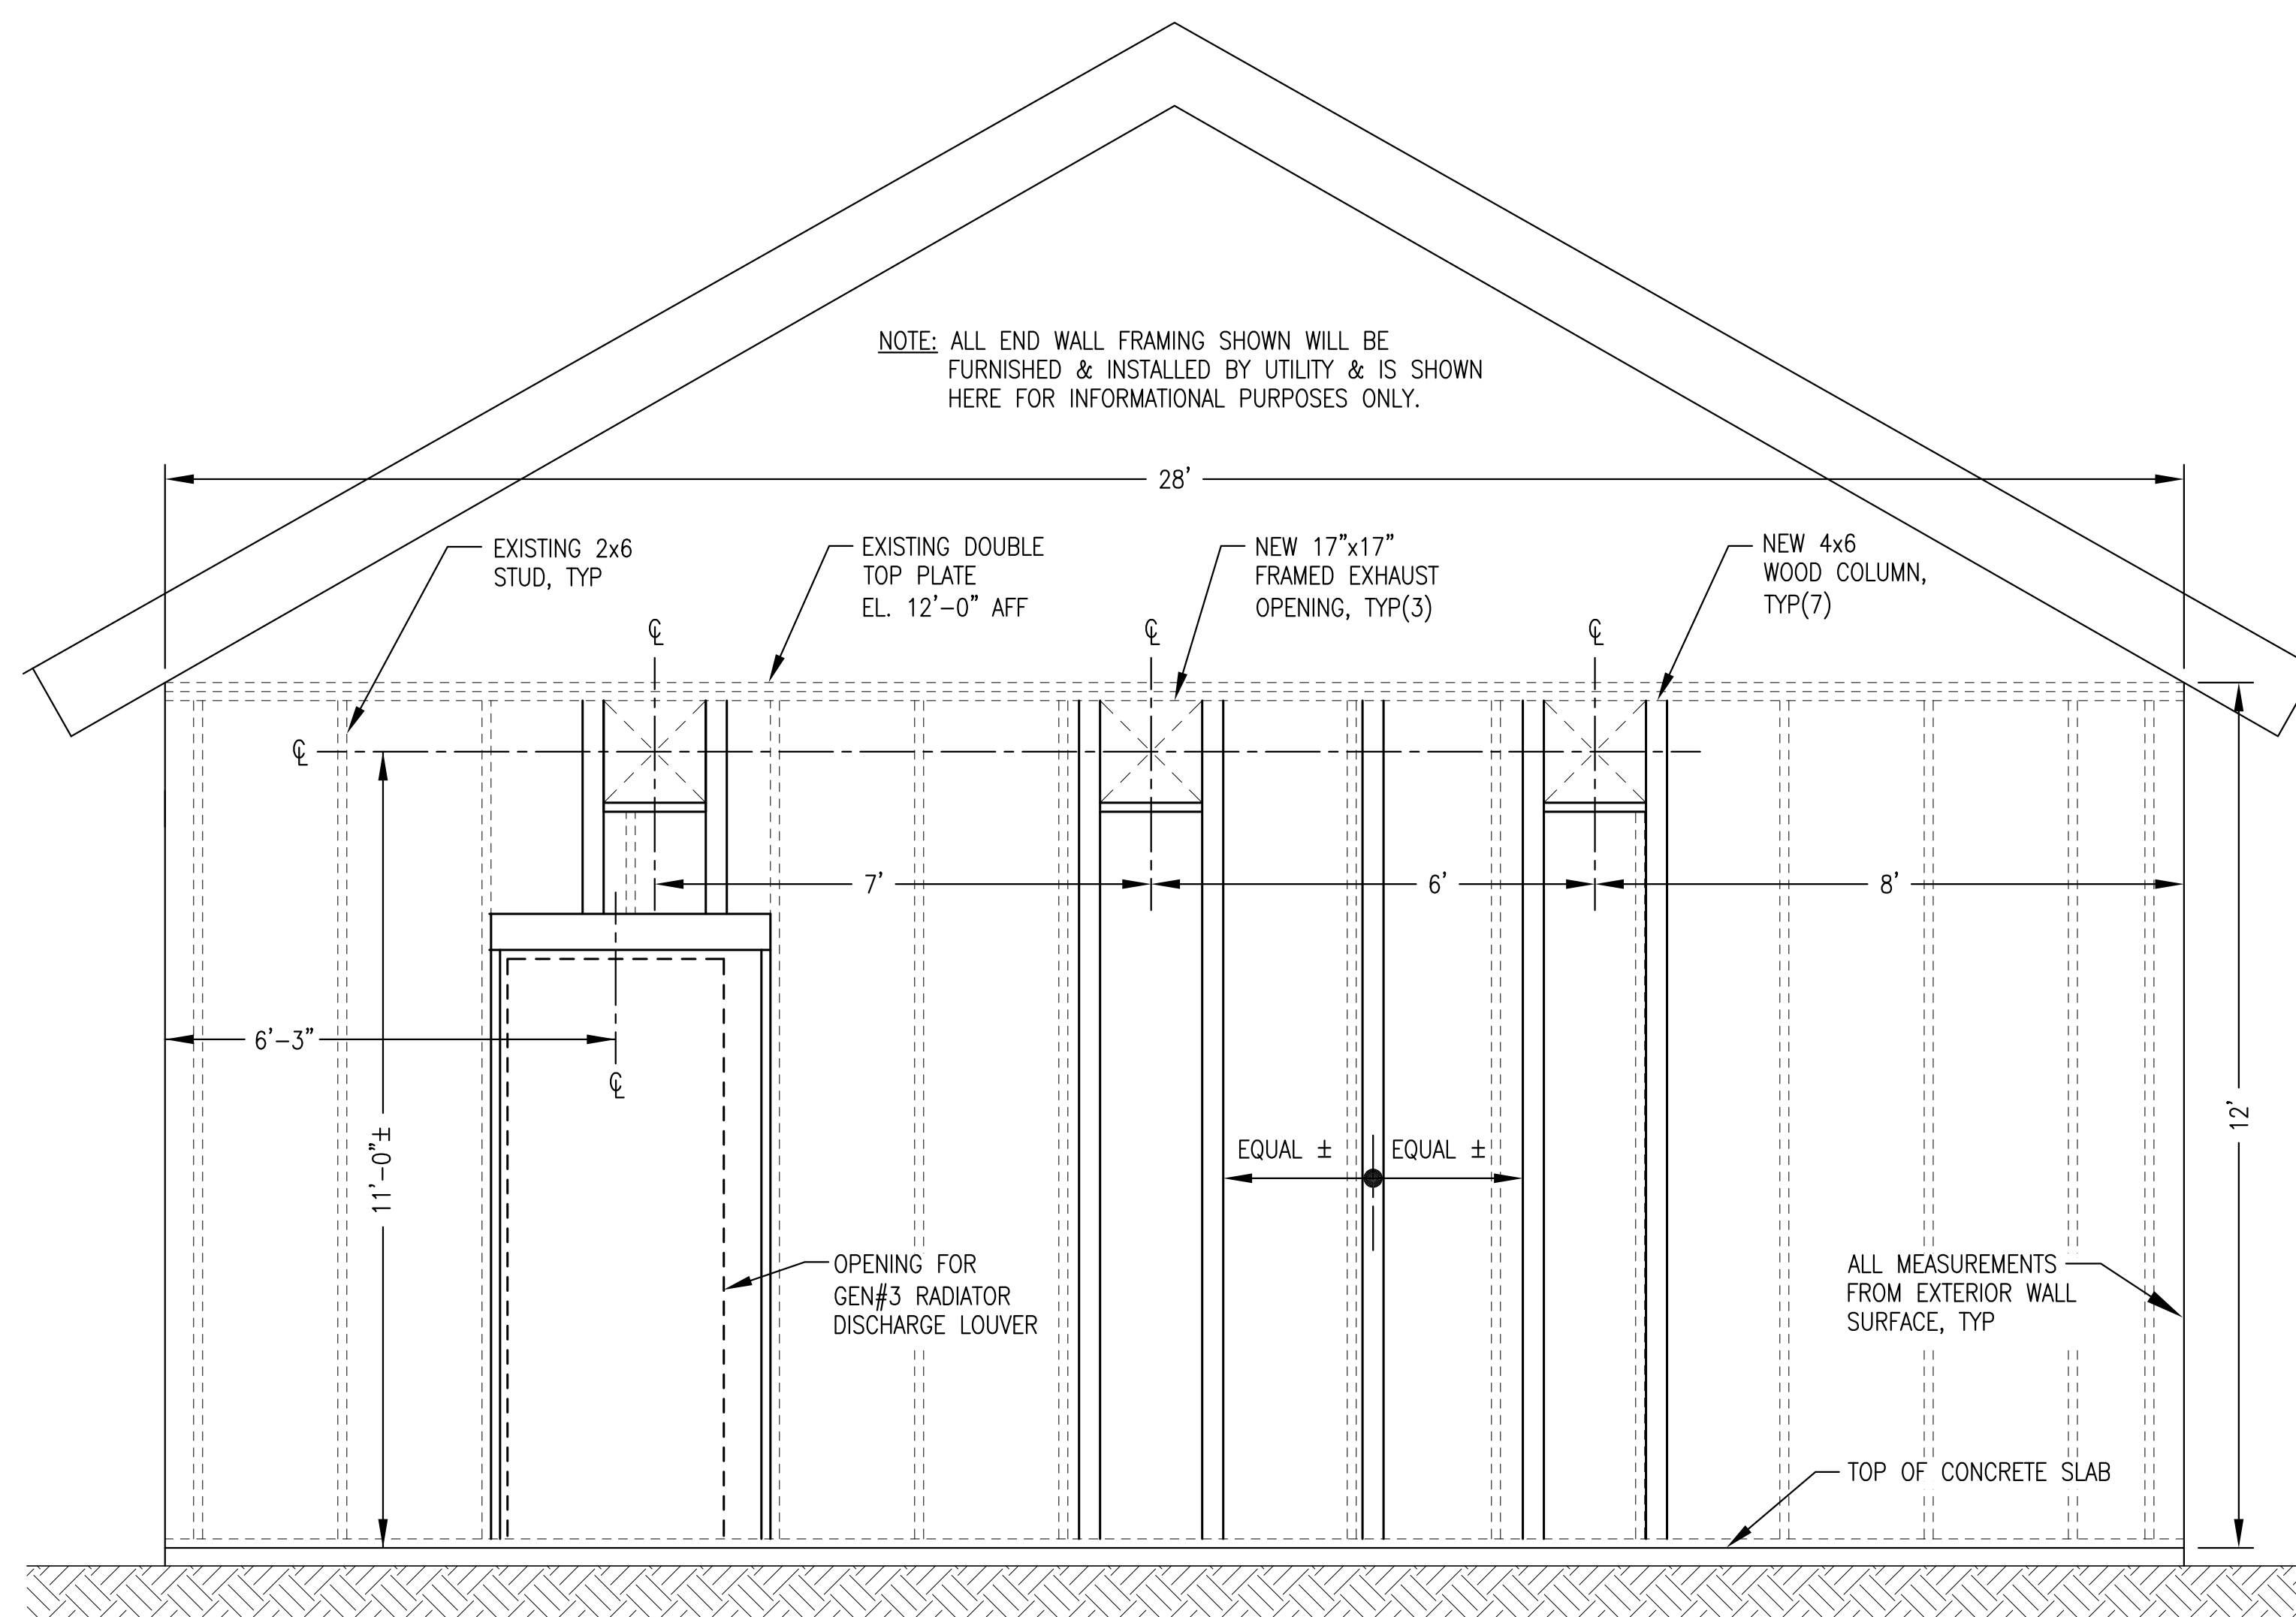 NOTE: ALL END WALL FRAMING SHOWN WILL BE
FURNISHED & INSTALLED BY UTILITY & IS SHOWN
HERE FOR INFORMATIONAL PURPOSES ONLY.
28'
EXISTING 2x6
STUD, TYP
EXISTING DOUBLE
TOP PLATE
EL. 12'-0" AFF
NEW 17"x17"
FRAMED EXHAUST
OPENING, TYP(3)
NEW 4x6
WOOD COLUMN,
TYP(7)
℄
℄
℄
℄
7'
6'
8'
6'-3"
℄
11'-0"±
12'
EQUAL ±
EQUAL ±
OPENING FOR
GEN#3 RADIATOR
DISCHARGE LOUVER
ALL MEASUREMENTS
FROM EXTERIOR WALL
SURFACE, TYP
TOP OF CONCRETE SLAB